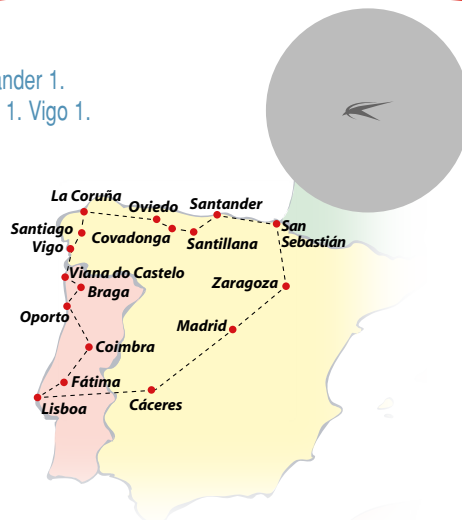 ander 1.
1. Vigo 1.
La Coruña
Oviedo
Santander
Santiago
Covadonga
Santillana
San
Sebastián
Vigo
Viana do Castelo
Braga
Zaragoza
Oporto
Madrid
Coimbra
Fátima
Lisboa
Cáceres